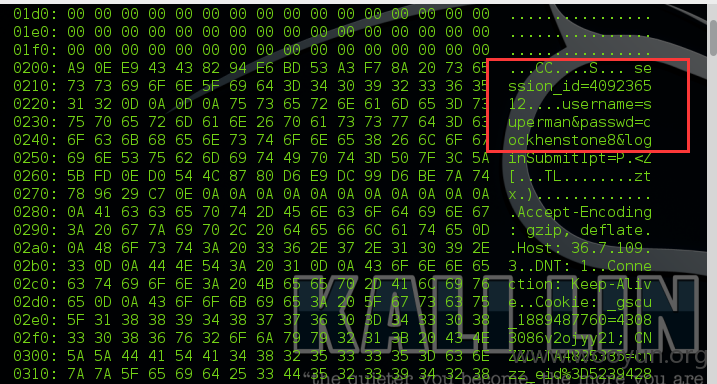 01d0: 00 00 00 00 00 00 00 00 00 00 00 00 00 00 00 00 ................
01e0: 00 00 00 00 00 00 00 00 00 00 00 00 00 00 00 00 ................
01f0: 00 00 00 00 00 00 00 00 00 00 00 00 00 00 00 00 ................
0200: A9 0E E9 43 43 82 94 E6 BD 53 A3 F7 8A 20 73 65 ...CC....S... se
0210: 73 73 69 6F 6E 5F 69 64 3D 34 30 39 32 33 36 35 ssion_id=4092365
0220: 31 32 0D 0A 0D 0A 75 73 65 72 6E 61 6D 65 3D 73 12....username=s
0230: 75 70 65 72 6D 61 6E 26 70 61 73 73 77 64 3D 63 uperman&passwd=c
0240: 6F 63 6B 68 65 6E 73 74 6F 6E 65 38 26 6C 6F 67 ockhenstone8&log
0250: 69 6E 53 75 62 6D 69 74 49 70 74 3D 50 7F 3C 5A inSubmitIpt=P.<Z
0260: 5B FD 0E D0 54 4C 87 80 D6 E9 DC 99 D6 BE 7A 74 [...TL........zt
0270: 78 96 29 C7 0E 0A 0A 0A 0A 0A 0A 0A 0A 0A 0A 0A x.).............
0280: 0A 41 63 63 65 70 74 2D 45 6E 63 6F 64 69 6E 67 .Accept-Encoding
0290: 3A 20 67 7A 69 70 2C 20 64 65 66 6C 61 74 65 0D : gzip, deflate.
02a0: 0A 48 6F 73 74 3A 20 33 36 2E 37 2E 31 30 39 2E .Host: 36.7.109.
02b0: 33 0D 0A 44 4E 54 3A 20 31 0D 0A 43 6F 6E 6E 65 3..DNT: 1..Conne
02c0: 63 74 69 6F 6E 3A 20 4B 65 65 70 2D 41 6C 69 76 ction: Keep-Aliv
02d0: 65 0D 0A 43 6F 6F 6B 69 65 3A 20 5F 67 73 63 75 e..Cookie: _gscu
02e0: 5F 31 38 38 39 34 38 37 37 36 30 3D 34 33 30 38 _1889487760=4308
02f0: 33 30 38 36 76 32 6F 6A 79 79 32 31 3B 20 43 4E 3086v2ojyy21; CN
0300: 5A 5A 44 41 54 41 34 38 32 35 33 33 35 3D 63 6E ZZDATA4825335=cn
0310: 7A 7A 5F 65 69 64 25 33 44 35 32 33 39 34 32 38 zz_eid%3D5239428
KALI LIN
"the quieter you become, the more you are